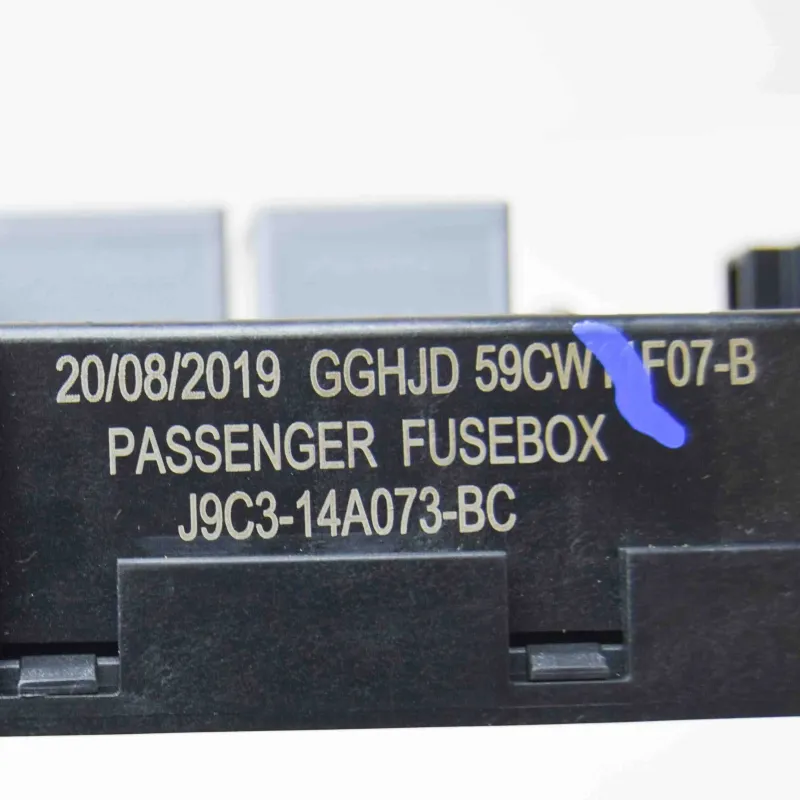 20/08/2019 GGHJD
PASSENGER FUSEBOX
J9C3-14A073-BC